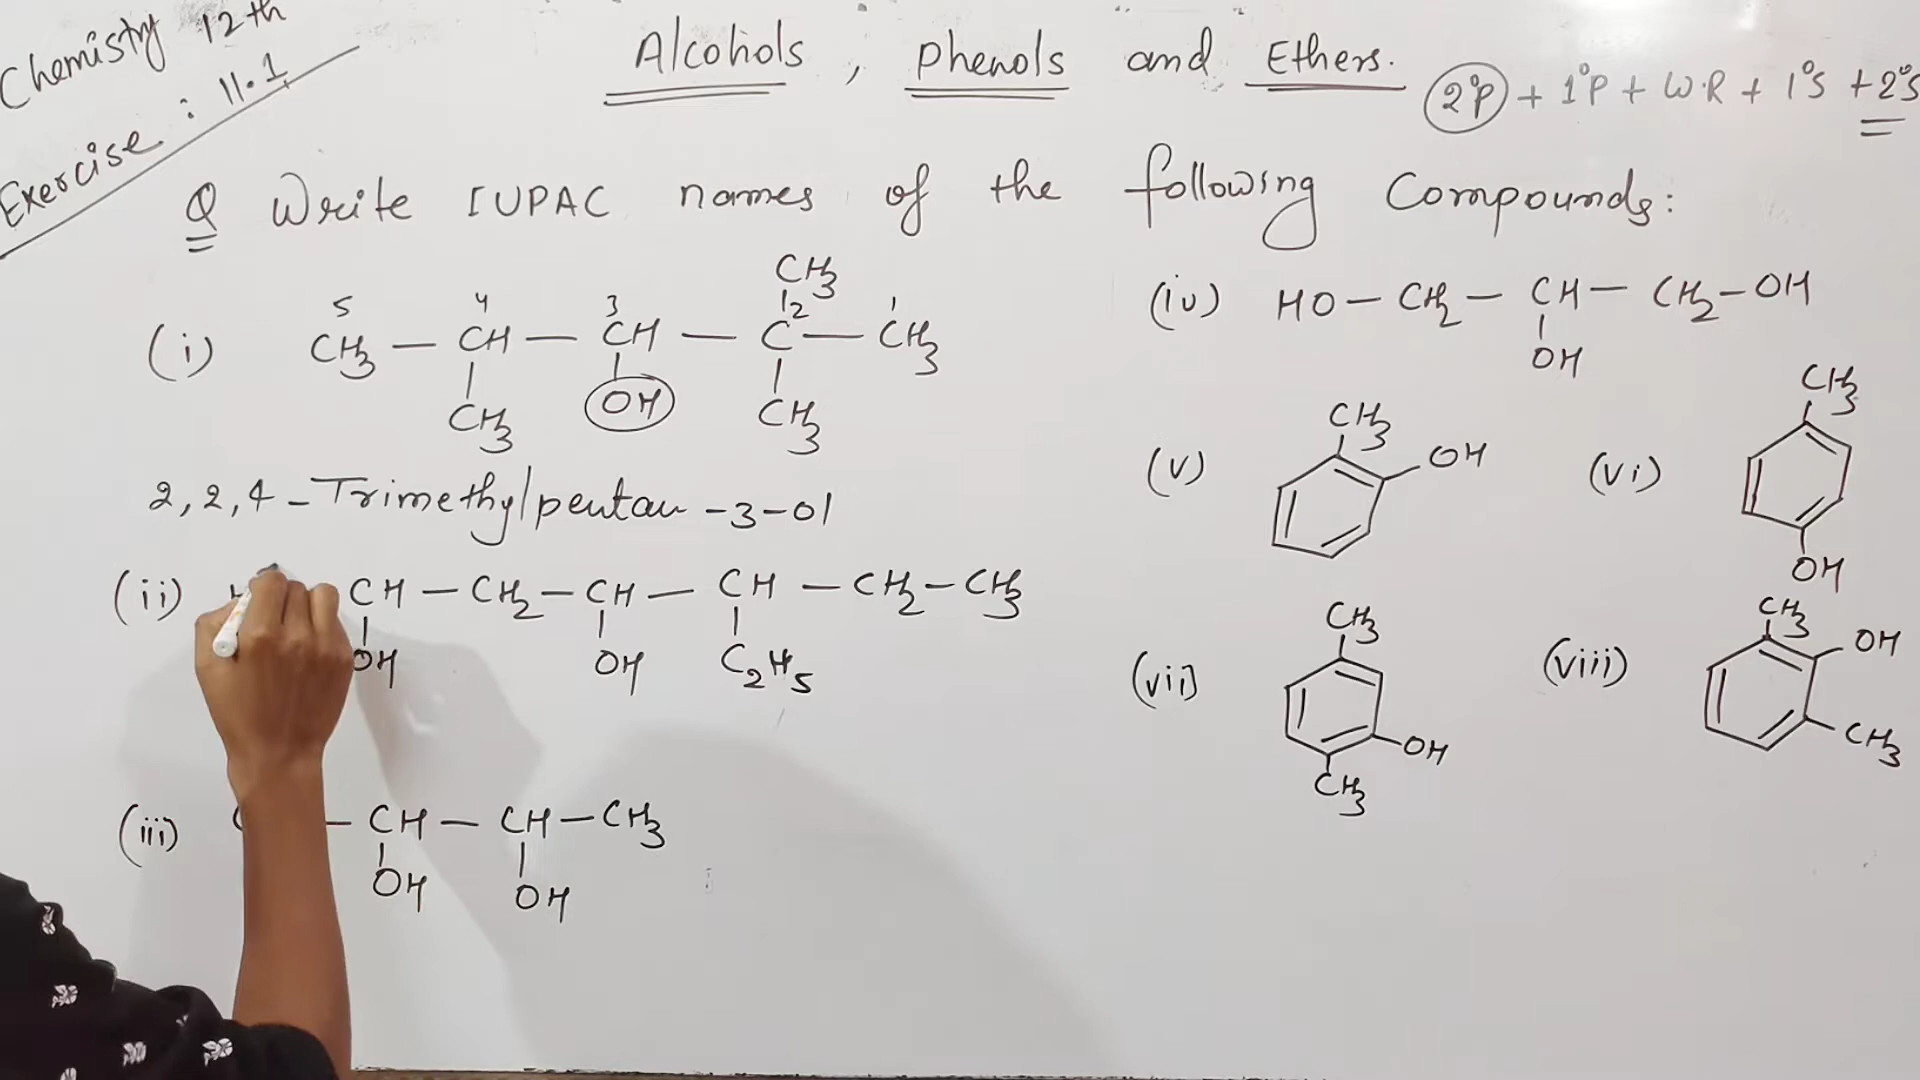 Chemistry 12th
Exercise : 11.1
Alcohols, Phenols and Ethers.
2°P + 1°P + W.R + 1°S + 2°S
Q Write IUPAC names of the following Compounds:
CH3
5 4 3 2 1
(i) CH3 — CH — CH — C — CH3
CH3 OH CH3
2,2,4-Trimethylpentan-3-ol
(ii) CH — CH2 — CH — CH — CH2 — CH3
OH OH C2H5
(iii) — CH — CH — CH3
OH OH
(iv) HO — CH2 — CH — CH2 — OH
OH
(v) CH3 OH
(vi) CH3
OH
(vii) CH3
OH
CH3
(viii) CH3 OH
CH3